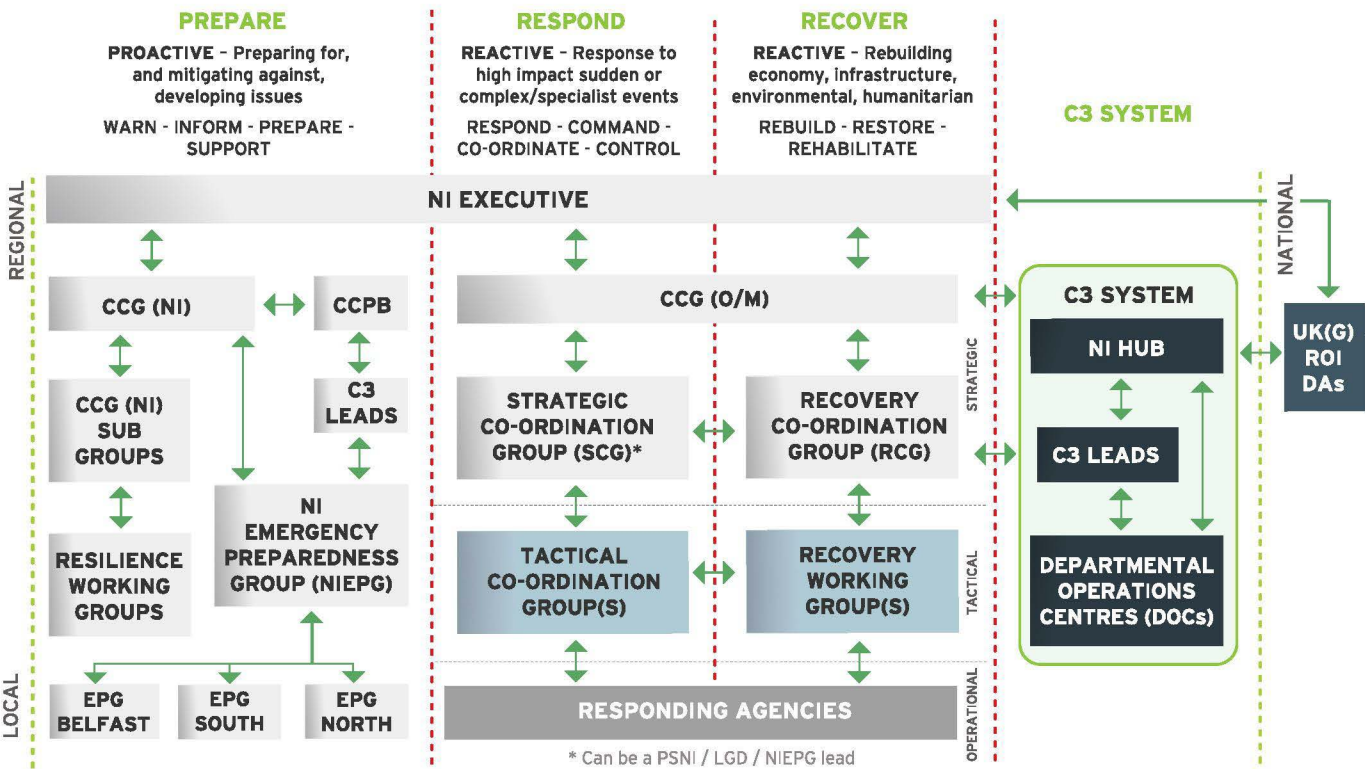 PREPARE
PROACTIVE – Preparing for,
and mitigating against,
developing issues
WARN - INFORM - PREPARE -
SUPPORT
RESPOND
REACTIVE – Response to
high impact sudden or
complex/specialist events
RESPOND - COMMAND -
CO-ORDINATE - CONTROL
RECOVER
REACTIVE – Rebuilding
economy, infrastructure,
environmental, humanitarian
REBUILD - RESTORE -
REHABILITATE
C3 SYSTEM
REGIONAL
NI EXECUTIVE
NATIONAL
CCG (NI)
CCPB
CCG (O/M)
C3 SYSTEM
NI HUB
UK(G)
ROI
DAs
CCG (NI)
SUB
GROUPS
C3
LEADS
STRATEGIC
CO-ORDINATION
GROUP (SCG)*
RECOVERY
CO-ORDINATION
GROUP (RCG)
STRATEGIC
C3 LEADS
RESILIENCE
WORKING
GROUPS
NI
EMERGENCY
PREPAREDNESS
GROUP (NIEPG)
TACTICAL
CO-ORDINATION
GROUP(S)
RECOVERY
WORKING
GROUP(S)
TACTICAL
DEPARTMENTAL
OPERATIONS
CENTRES (DOCs)
LOCAL
EPG
BELFAST
EPG
SOUTH
EPG
NORTH
RESPONDING AGENCIES
OPERATIONAL
* Can be a PSNI / LGD / NIEPG lead